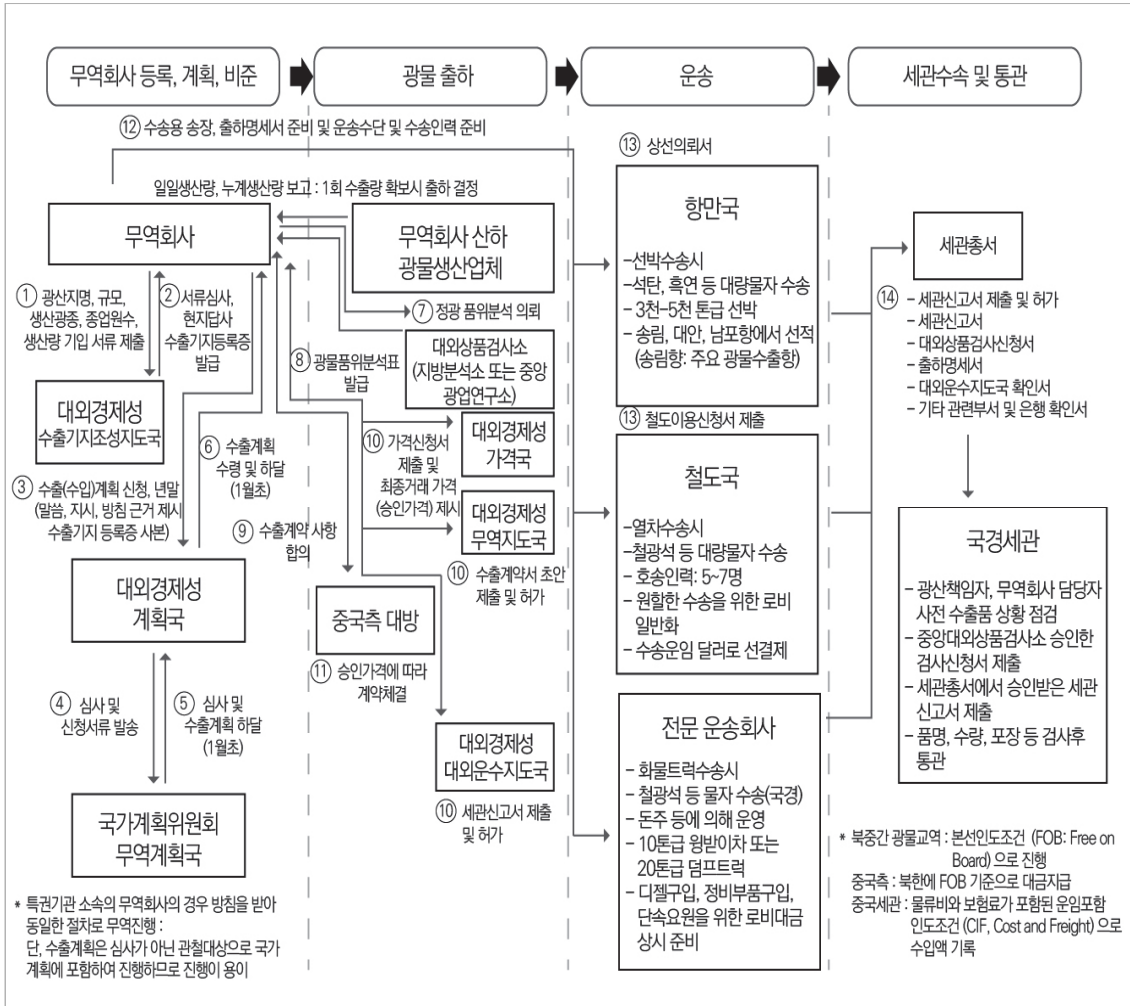 무역회사 등록, 계획, 비준
광물 출하
운송
세관수속 및 통관
⑫ 수송용 송장, 출하명세서 준비 및 운송수단 및 수송인력 준비
일일생산량, 누계생산량 보고 : 1회 수출량 확보시 출하 결정
무역회사
① 광산지명, 규모,
생산광종, 종업원수,
생산량 기입 서류 제출
② 서류심사,
현지답사
수출기지등록증
발급
대외경제성
수출기지조성지도국
③ 수출(수입)계획 신청, 년말
(말씀, 지시, 방침 근거 제시
수출기지 등록증 사본)
⑥ 수출계획
수령 및 하달
(1월초)
대외경제성
계획국
④ 심사 및
신청서류 발송
⑤ 심사 및
수출계획 하달
(1월초)
국가계획위원회
무역계획국
* 특권기관 소속의 무역회사의 경우 방침을 받아
동일한 절차로 무역진행 :
단, 수출계획은 심사가 아닌 관철대상으로 국가
계획에 포함하여 진행하므로 진행이 용이
무역회사 산하
광물생산업체
⑦ 정광 품위분석 의뢰
대외상품검사소
(지방분석소 또는 중앙
광업연구소)
⑧ 광물품위분석표
발급
⑩ 가격신청서
제출 및
최종거래 가격
(승인가격) 제시
대외경제성
가격국
대외경제성
무역지도국
⑩ 수출계약서 초안
제출 및 허가
⑨ 수출계약 사항
합의
중국측 대방
⑪ 승인가격에 따라
계약체결
대외경제성
대외운수지도국
⑩ 세관신고서 제출
및 허가
⑬ 상선의뢰서
항만국
-선박수송시
-석탄, 흑연 등 대량물자 수송
- 3천-5천 톤급 선박
- 송림, 대안, 남포항에서 선적
(송림향: 주요 광물수출항)
⑬ 철도이용신청서 제출
철도국
-열차수송시
-철광석 등 대량물자 수송
- 호송인력: 5~7명
- 원할한 수송을 위한 로비
일반화
- 수송운임 달러로 선결제
전문 운송회사
- 화물트럭수송시
- 철광석 등 물자 수송(국경)
- 돈주 등에 의해 운영
- 10톤급 윙받이차 또는
20톤급 덤프트럭
- 디젤구입, 정비부품구입,
단속요원을 위한 로비대금
상시 준비
세관총서
⑭ - 세관신고서 제출 및 허가
- 세관신고서
- 대외상품검사신청서
- 출하명세서
- 대외운수지도국 확인서
- 기타 관련부서 및 은행 확인서
국경세관
- 광산책임자, 무역회사 담당자
사전 수출품 상황 점검
- 중앙대외상품검사소 승인한
검사신청서 제출
- 세관총서에서 승인받은 세관
신고서 제출
- 품명, 수량, 포장 등 검사후
통관
* 북중간 광물교역 : 본선인도조건 (FOB: Free on
Board) 으로 진행
중국측 : 북한에 FOB 기준으로 대금지급
중국세관 : 물류비와 보험료가 포함된 운임포함
인도조건 (CIF, Cost and Freight) 으로
수입액 기록